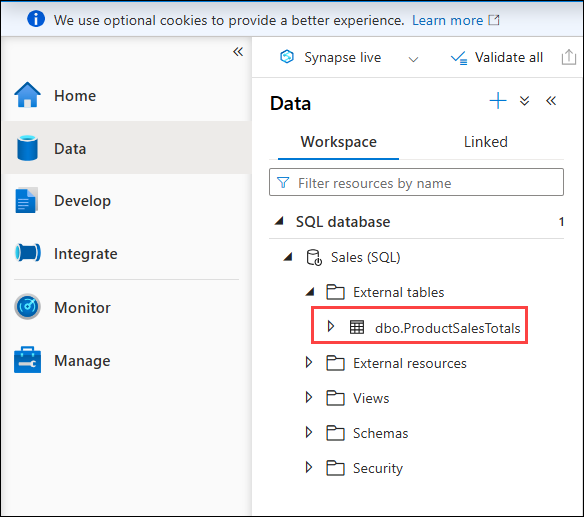 We use optional cookies to provide a better experience. Learn more
Synapse live
Validate all
Home
Data
Develop
Integrate
Monitor
Manage
Data
Workspace
Linked
Filter resources by name
SQL database 1
Sales (SQL)
External tables
dbo.ProductSalesTotals
External resources
Views
Schemas
Security